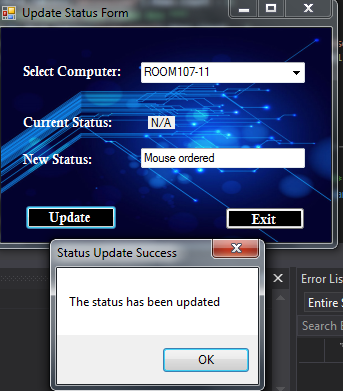 Update Status Form
Select Computer: ROOM107-11
Current Status: N/A
New Status: Mouse ordered
Update Exit
Status Update Success
The status has been updated
OK
Error Lis
Entire S
Search E